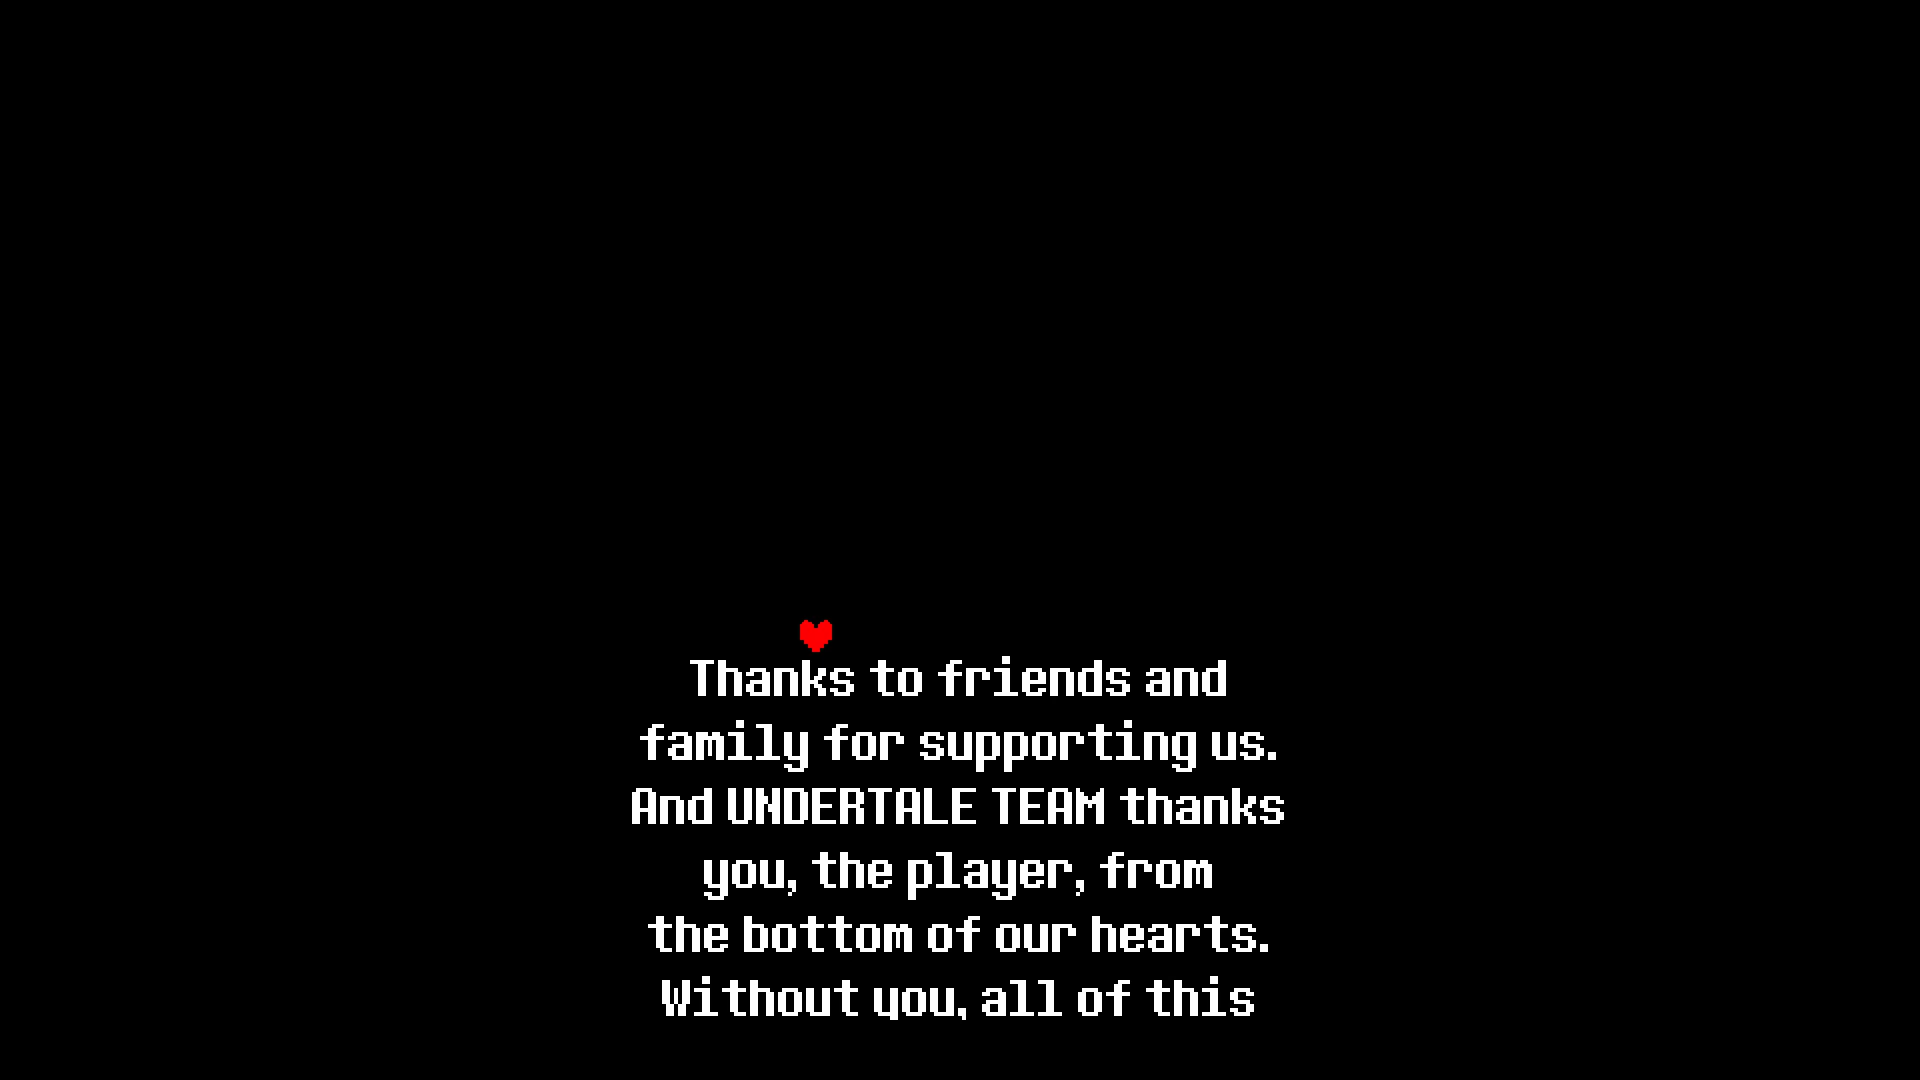 Thanks to friends and
family for supporting us.
And UNDERTALE TEAM thanks
you, the player, from
the bottom of our hearts.
Without you, all of this